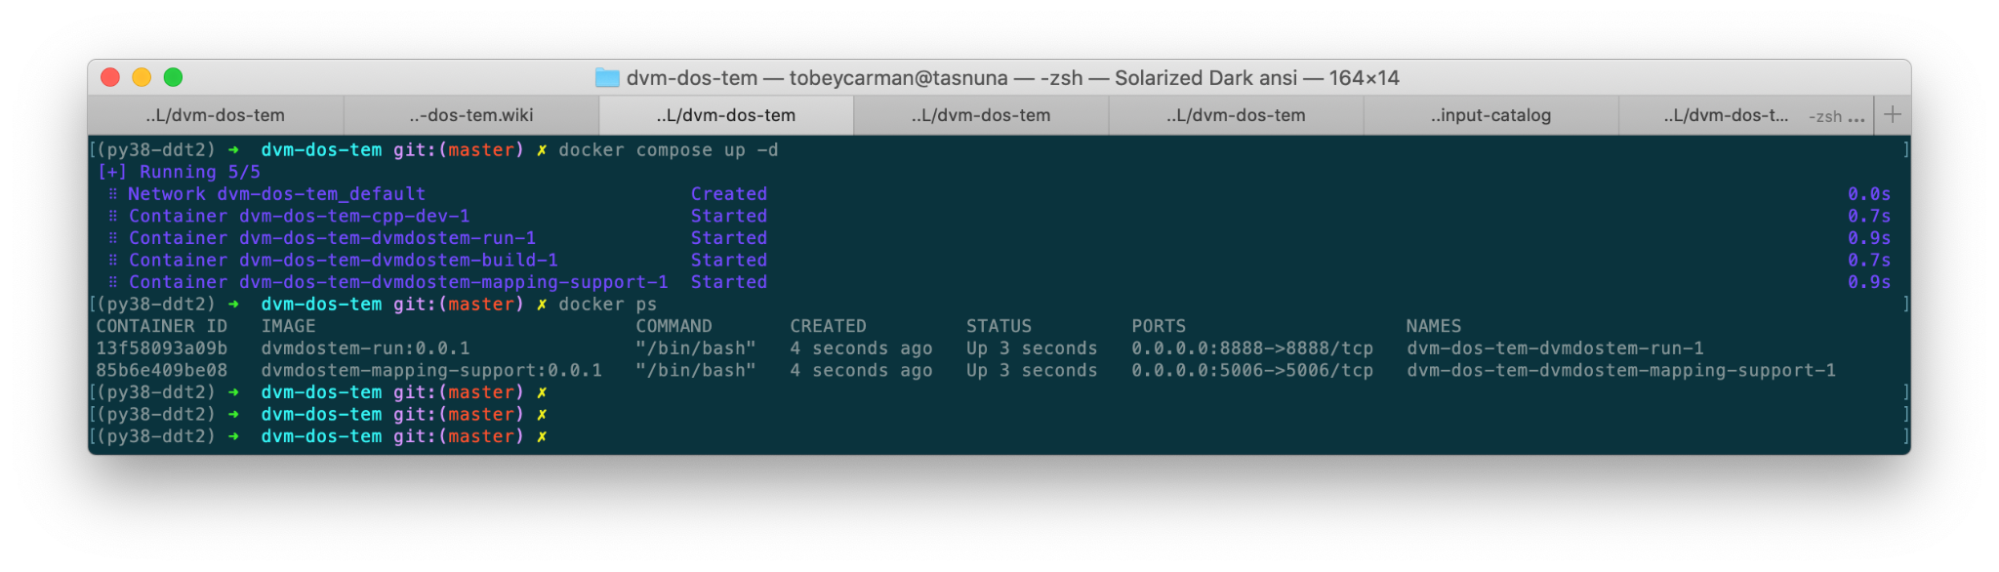 dvm-dos-tem — tobeycarman@tasnuna — -zsh — Solarized Dark ansi — 164×14
..L/dvm-dos-tem ..-dos-tem.wiki ..L/dvm-dos-tem ..L/dvm-dos-tem ..L/dvm-dos-tem ..input-catalog ..L/dvm-dos-t... -zsh ... +
[(py38-ddt2) ➜  dvm-dos-tem git:(master) ✗ docker compose up -d ]
[+] Running 5/5
⠿ Network dvm-dos-tem_default Created 0.0s
⠿ Container dvm-dos-tem-cpp-dev-1 Started 0.7s
⠿ Container dvm-dos-tem-dvmdostem-run-1 Started 0.9s
⠿ Container dvm-dos-tem-dvmdostem-build-1 Started 0.7s
⠿ Container dvm-dos-tem-dvmdostem-mapping-support-1 Started 0.9s
[(py38-ddt2) ➜  dvm-dos-tem git:(master) ✗ docker ps ]
CONTAINER ID IMAGE COMMAND CREATED STATUS PORTS NAMES
13f58093a09b dvmdostem-run:0.0.1 "/bin/bash" 4 seconds ago Up 3 seconds 0.0.0.0:8888->8888/tcp dvm-dos-tem-dvmdostem-run-1
85b6e409be08 dvmdostem-mapping-support:0.0.1 "/bin/bash" 4 seconds ago Up 3 seconds 0.0.0.0:5006->5006/tcp dvm-dos-tem-dvmdostem-mapping-support-1
[(py38-ddt2) ➜  dvm-dos-tem git:(master) ✗ ]
[(py38-ddt2) ➜  dvm-dos-tem git:(master) ✗ ]
[(py38-ddt2) ➜  dvm-dos-tem git:(master) ✗ ]